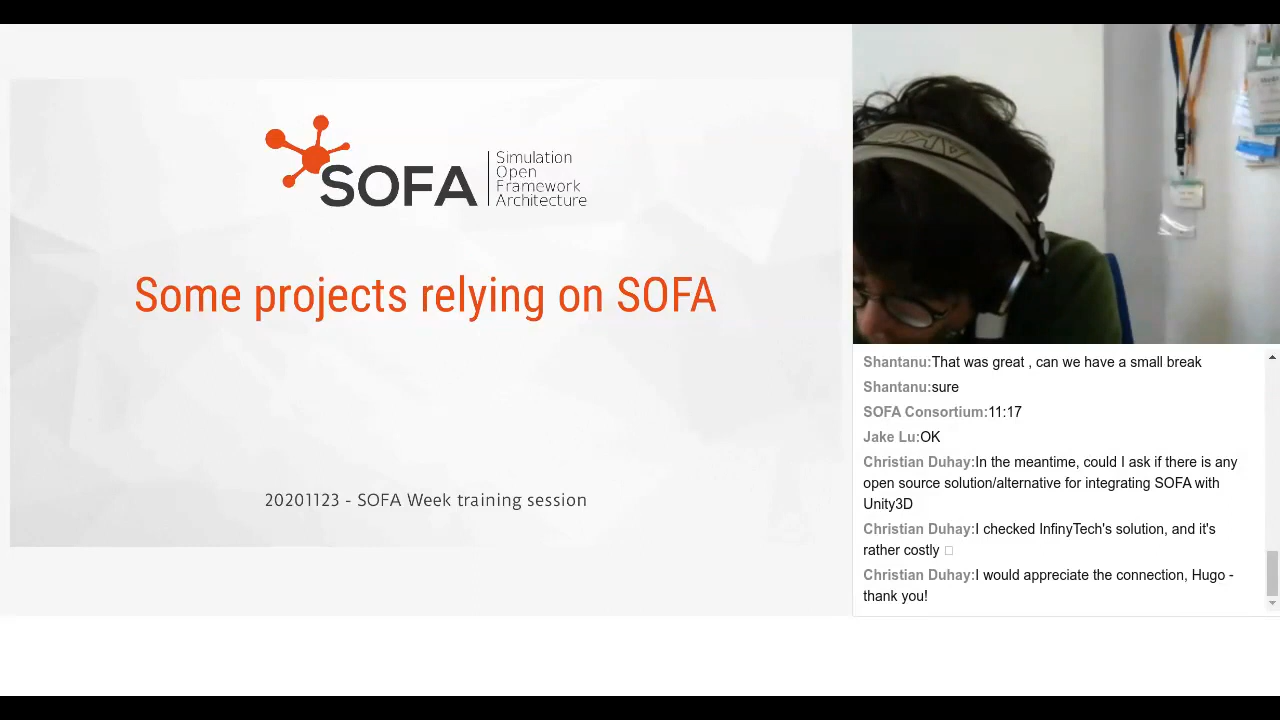 SOFA
Simulation
Open
Framework
Architecture
Some projects relying on SOFA
20201123 - SOFA Week training session
AKG
Shantanu:That was great , can we have a small break
Shantanu:sure
SOFA Consortium:11:17
Jake Lu:OK
Christian Duhay:In the meantime, could I ask if there is any
open source solution/alternative for integrating SOFA with
Unity3D
Christian Duhay:I checked InfinyTech's solution, and it's
rather costly
Christian Duhay:I would appreciate the connection, Hugo -
thank you!